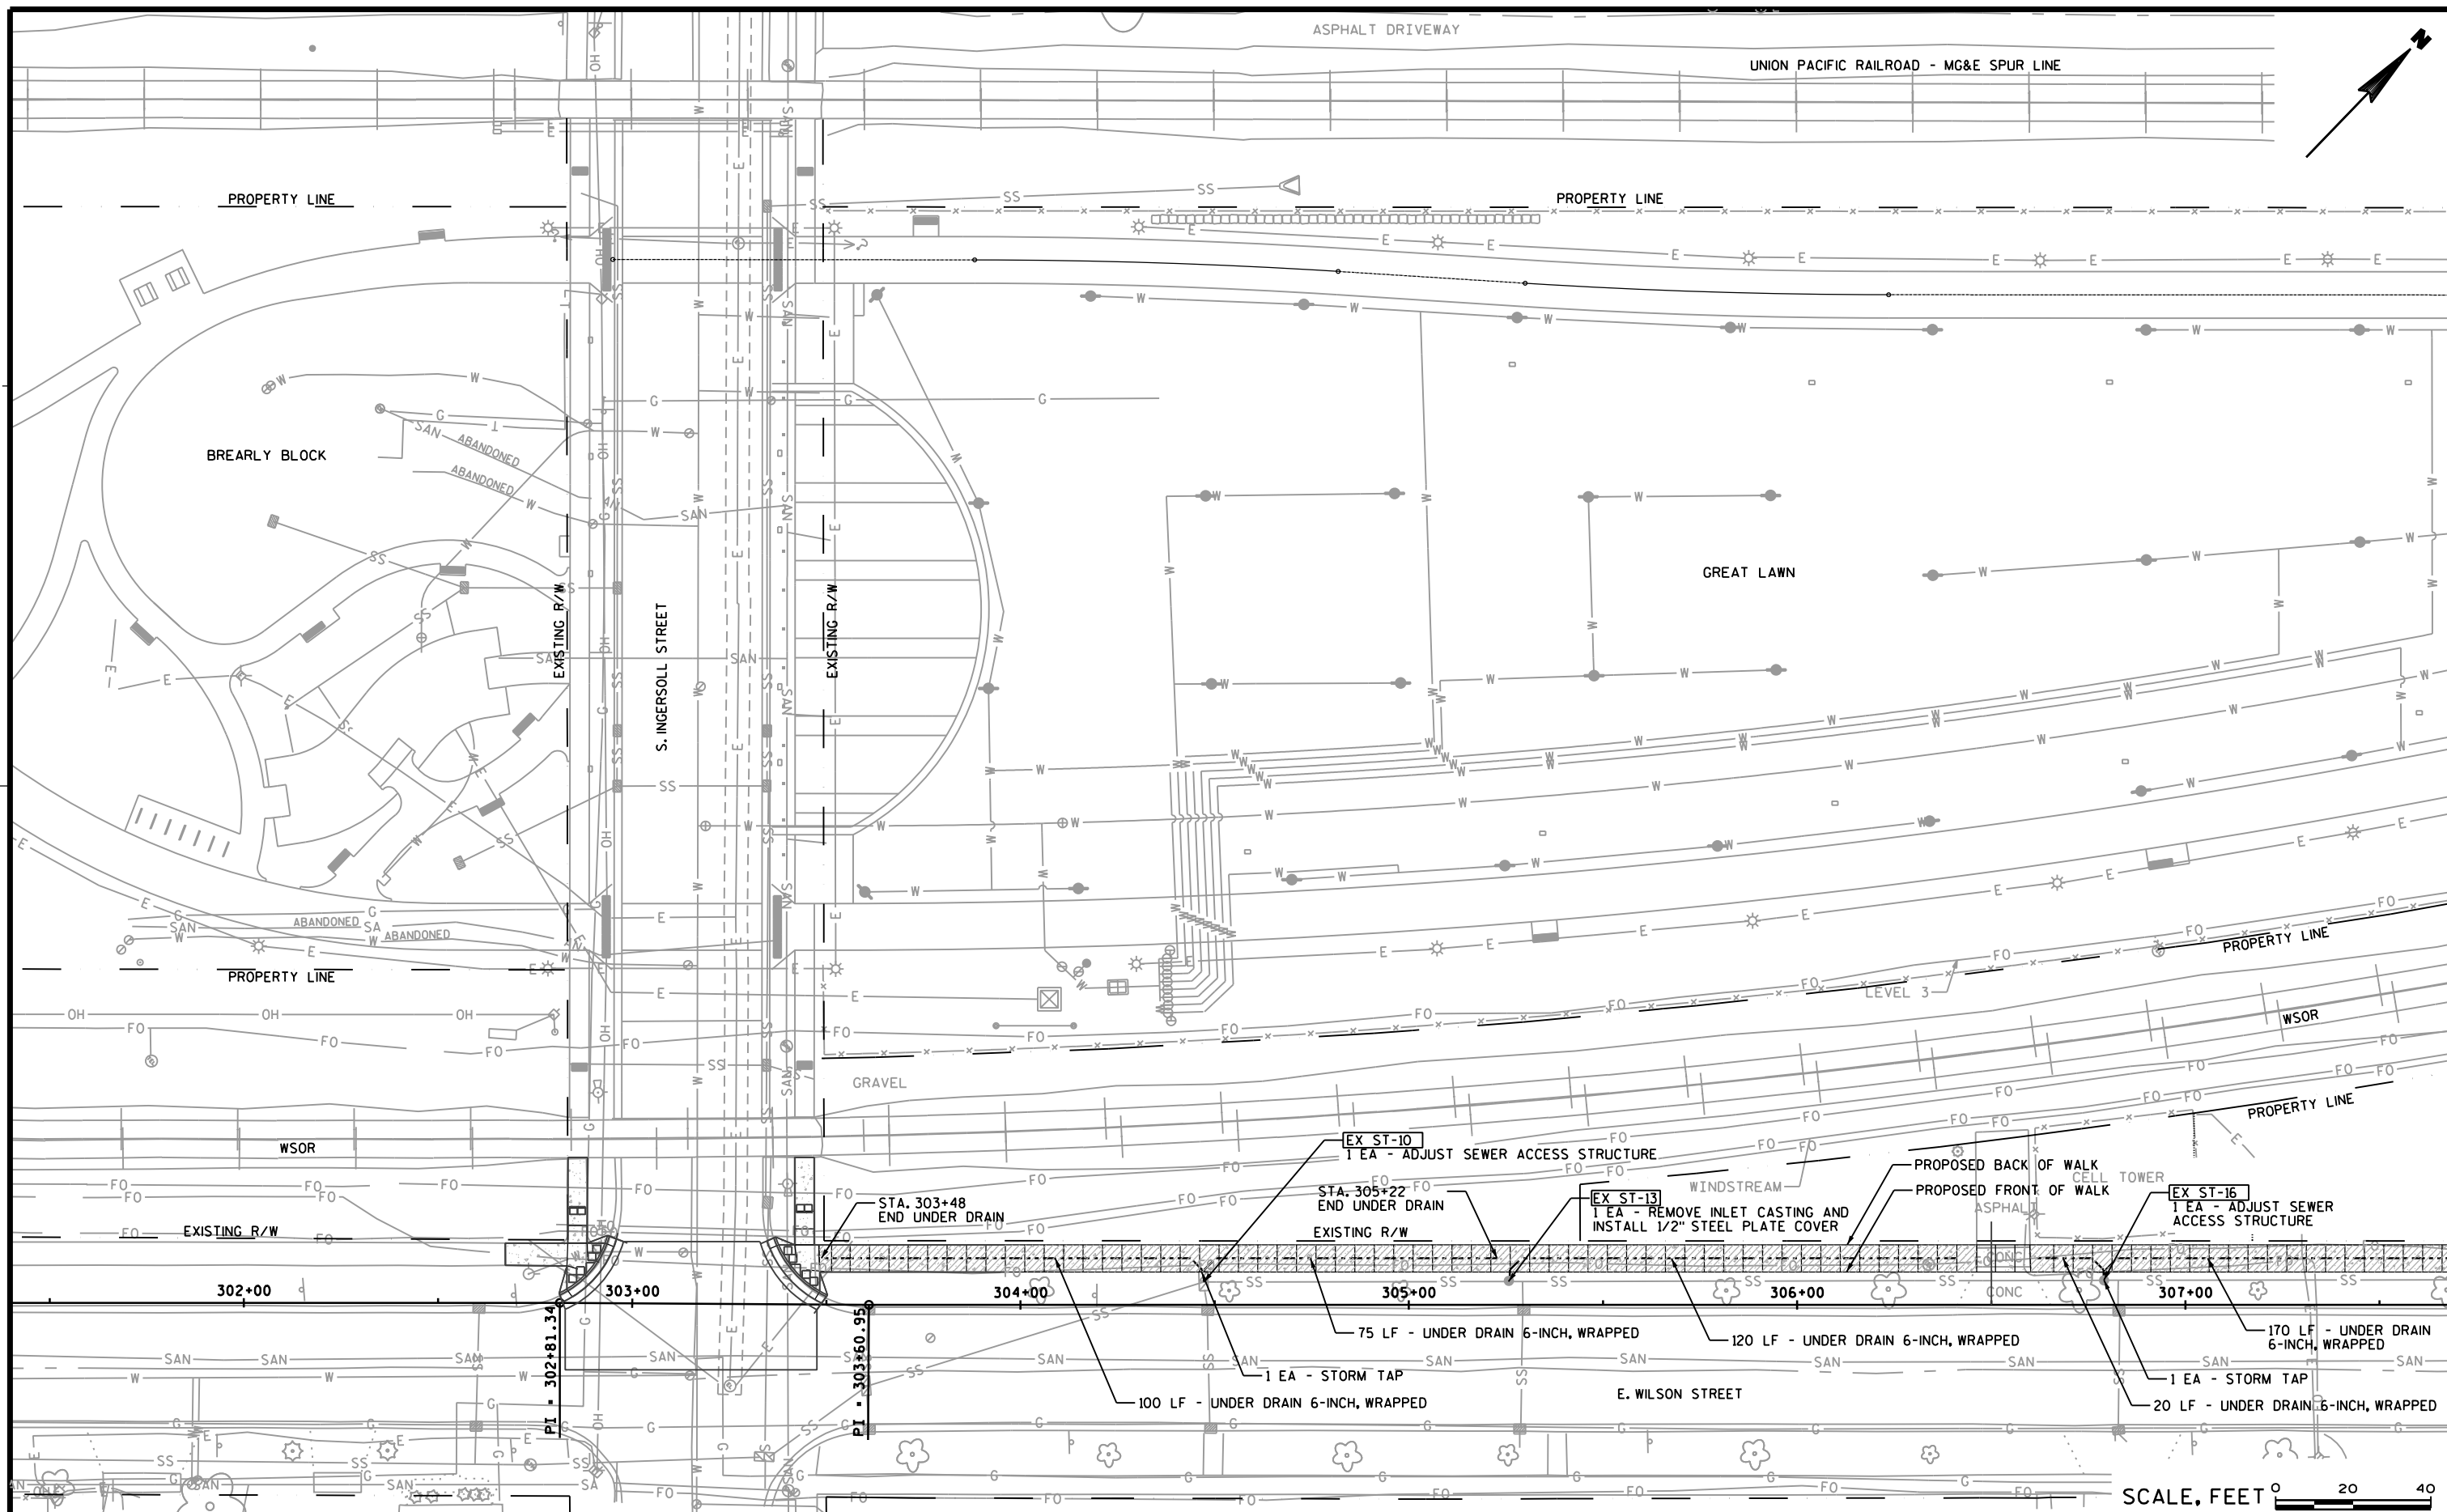 ASPHALT DRIVEWAY
N
UNION PACIFIC RAILROAD - MG&E SPUR LINE
PROPERTY LINE
PROPERTY LINE
BREARLY BLOCK
ABANDONED
ABANDONED
EXISTING R/W
S. INGERSOLL STREET
EXISTING R/W
GREAT LAWN
ABANDONED
ABANDONED
PROPERTY LINE
PROPERTY LINE
LEVEL 3
WSOR
GRAVEL
PROPERTY LINE
WSOR
EX ST-10
1 EA - ADJUST SEWER ACCESS STRUCTURE
PROPOSED BACK OF WALK
CELL TOWER
WINDSTREAM
PROPOSED FRONT OF WALK
ASPHALT
STA. 303+48
END UNDER DRAIN
STA. 305+22
END UNDER DRAIN
EX ST-13
1 EA - REMOVE INLET CASTING AND
INSTALL 1/2" STEEL PLATE COVER
EX ST-16
1 EA - ADJUST SEWER
ACCESS STRUCTURE
EXISTING R/W
EXISTING R/W
CONC
CONC
302+00
303+00
304+00
305+00
306+00
307+00
PI = 302+81.34
PI = 303+60.95
75 LF - UNDER DRAIN 6-INCH, WRAPPED
120 LF - UNDER DRAIN 6-INCH, WRAPPED
170 LF - UNDER DRAIN
6-INCH, WRAPPED
1 EA - STORM TAP
1 EA - STORM TAP
100 LF - UNDER DRAIN 6-INCH, WRAPPED
E. WILSON STREET
20 LF - UNDER DRAIN 6-INCH, WRAPPED
SCALE, FEET
0 20 40